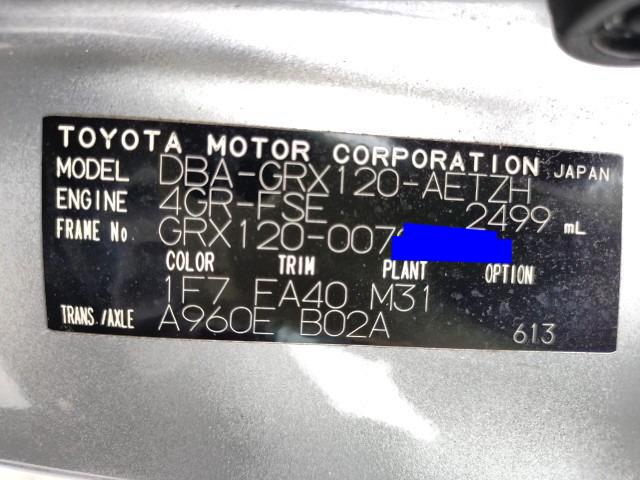 TOYOTA MOTOR CORPORATION JAPAN
MODEL DBA-GRX120-AETZH
ENGINE 4GR-FSE 2499 mL
FRAME No. GRX120-007
COLOR TRIM PLANT OPTION
1F7 FA40 M31
TRANS./AXLE A960E B02A
613